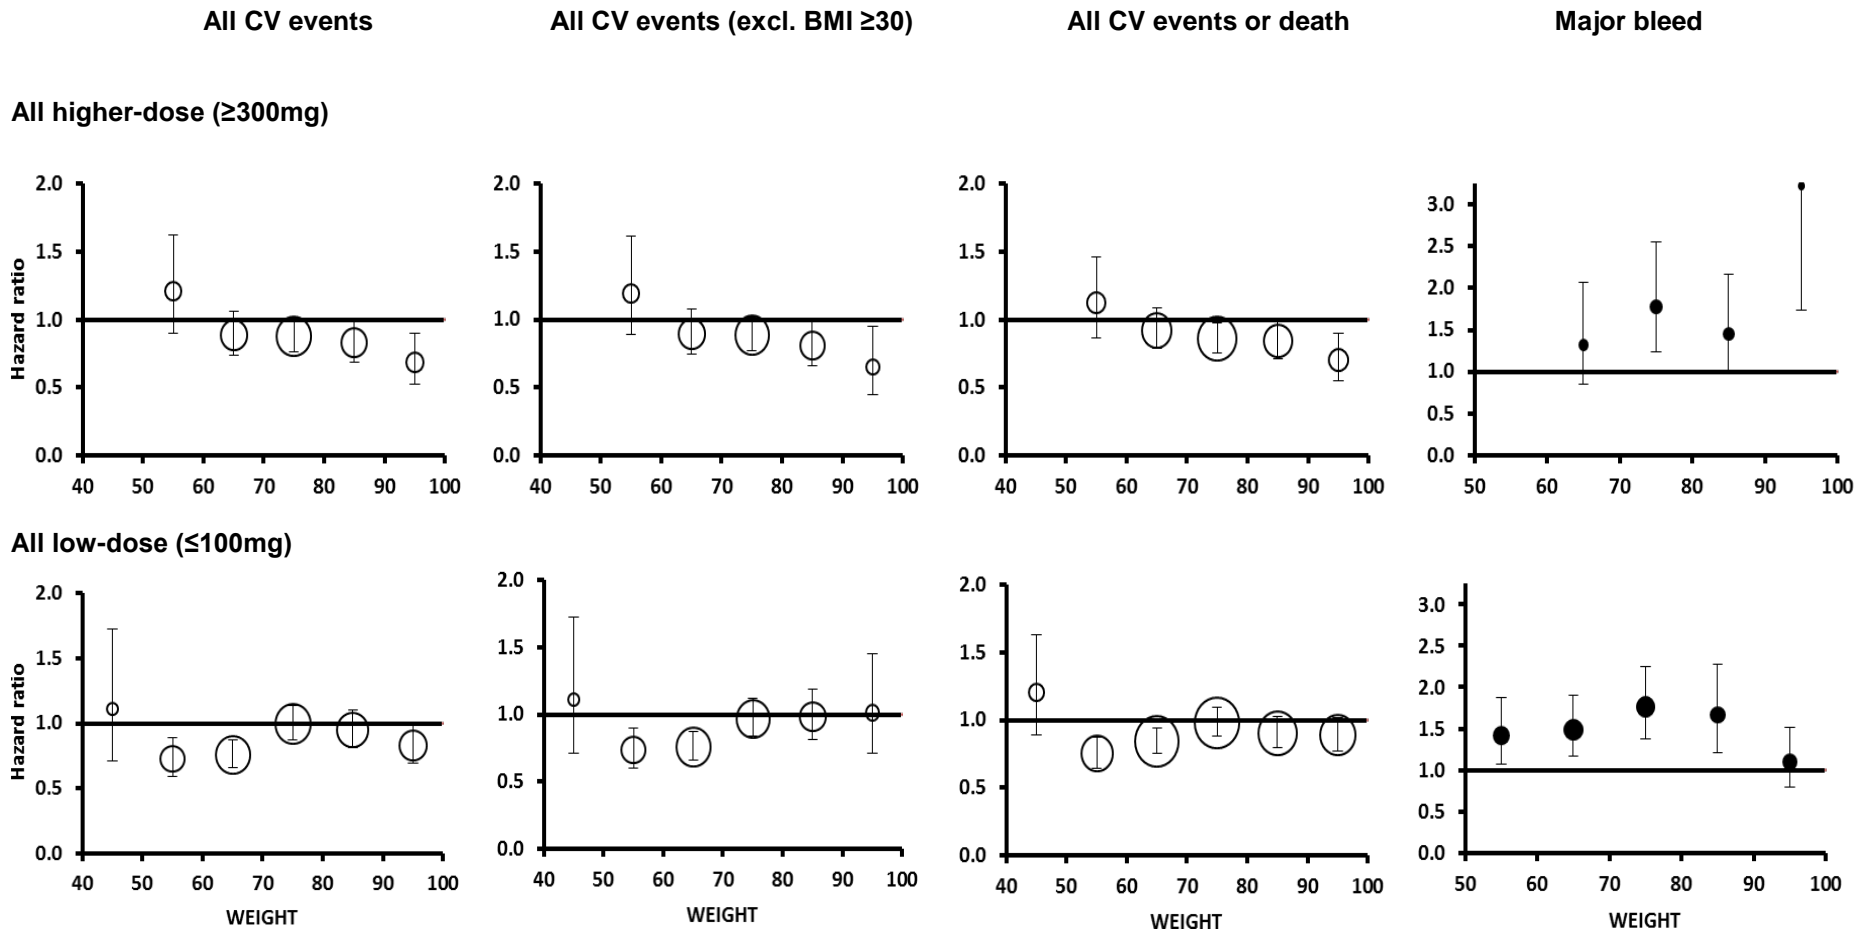 All CV events
All CV events (excl. BMI ≥30)
All CV events or death
Major bleed
All higher-dose (≥300mg)
Hazard ratio
2.0
1.5
1.0
0.5
0.0
40 50 60 70 80 90 100
2.0
1.5
1.0
0.5
0.0
40 50 60 70 80 90 100
2.0
1.5
1.0
0.5
0.0
40 50 60 70 80 90 100
3.0
2.5
2.0
1.5
1.0
0.5
0.0
50 60 70 80 90 100
All low-dose (≤100mg)
Hazard ratio
2.0
1.5
1.0
0.5
0.0
40 50 60 70 80 90 100
WEIGHT
2.0
1.5
1.0
0.5
0.0
40 50 60 70 80 90 100
WEIGHT
2.0
1.5
1.0
0.5
0.0
40 50 60 70 80 90 100
WEIGHT
3.0
2.5
2.0
1.5
1.0
0.5
0.0
50 60 70 80 90 100
WEIGHT